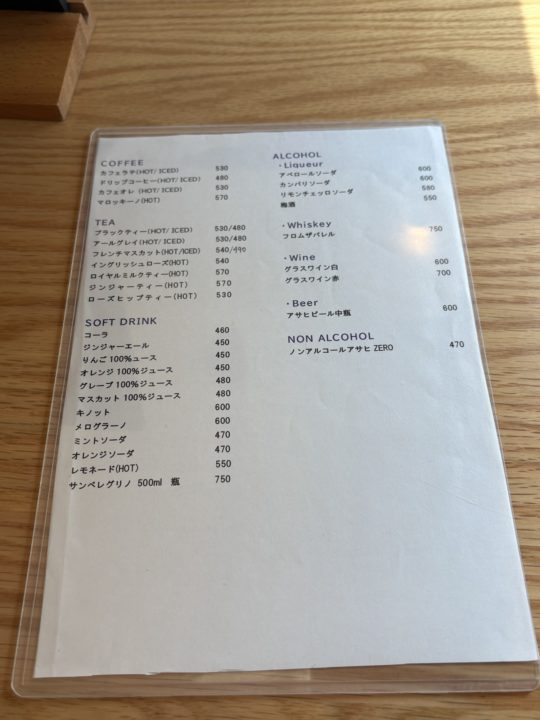 COFFEE
カフェラテ(HOT/ICED) 530
ドリップコーヒー(HOT/ICED) 480
カフェオレ (HOT/ICED) 530
マロッキーノ(HOT) 570
TEA
ブラックティー(HOT/ICED) 530/480
アールグレイ(HOT/ICED) 530/480
フレンチマスカット(HOT/ICED) 540/490
イングリッシュローズ(HOT) 540
ロイヤルミルクティー(HOT) 570
ジンジャーティー(HOT) 570
ローズヒップティー(HOT) 530
SOFT DRINK
コーラ 460
ジンジャーエール 450
りんご100%ュース 450
オレンジ100%ジュース 450
グレープ100%ジュース 480
マスカット100%ジュース 480
キノット 600
メログラーノ 600
ミントソーダ 470
オレンジソーダ 470
レモネード(HOT) 550
サンペレグリノ 500ml 瓶 750
ALCOHOL
・Liqueur
アペロールソーダ 600
カンパリソーダ 600
リモンチェッロソーダ 580
梅酒 550
・Whiskey
フロムザバレル 750
・Wine
グラスワイン白 600
グラスワイン赤 700
・Beer
アサヒビール中瓶 600
NON ALCOHOL
ノンアルコールアサヒ ZERO 470